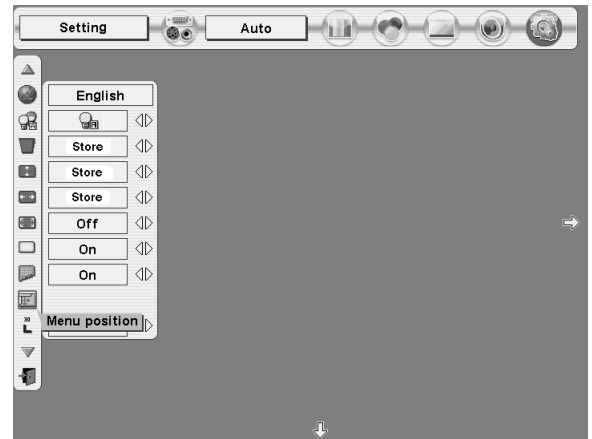 Setting
Auto
English
Store
Store
Store
Off
On
On
Menu position